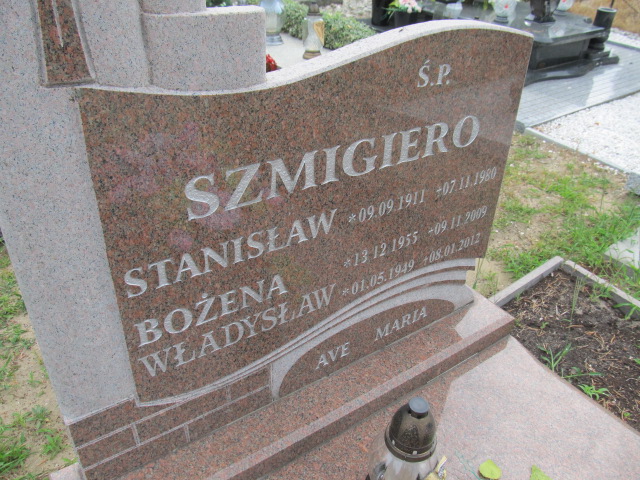 Ś.P.
SZMIGIERO
STANISŁAW *09.09.1911 +07.11.1980
BOŻENA *13.12.1955 +09.11.2009
WŁADYSŁAW *01.05.1949 +08.01.2012
AVE MARIA